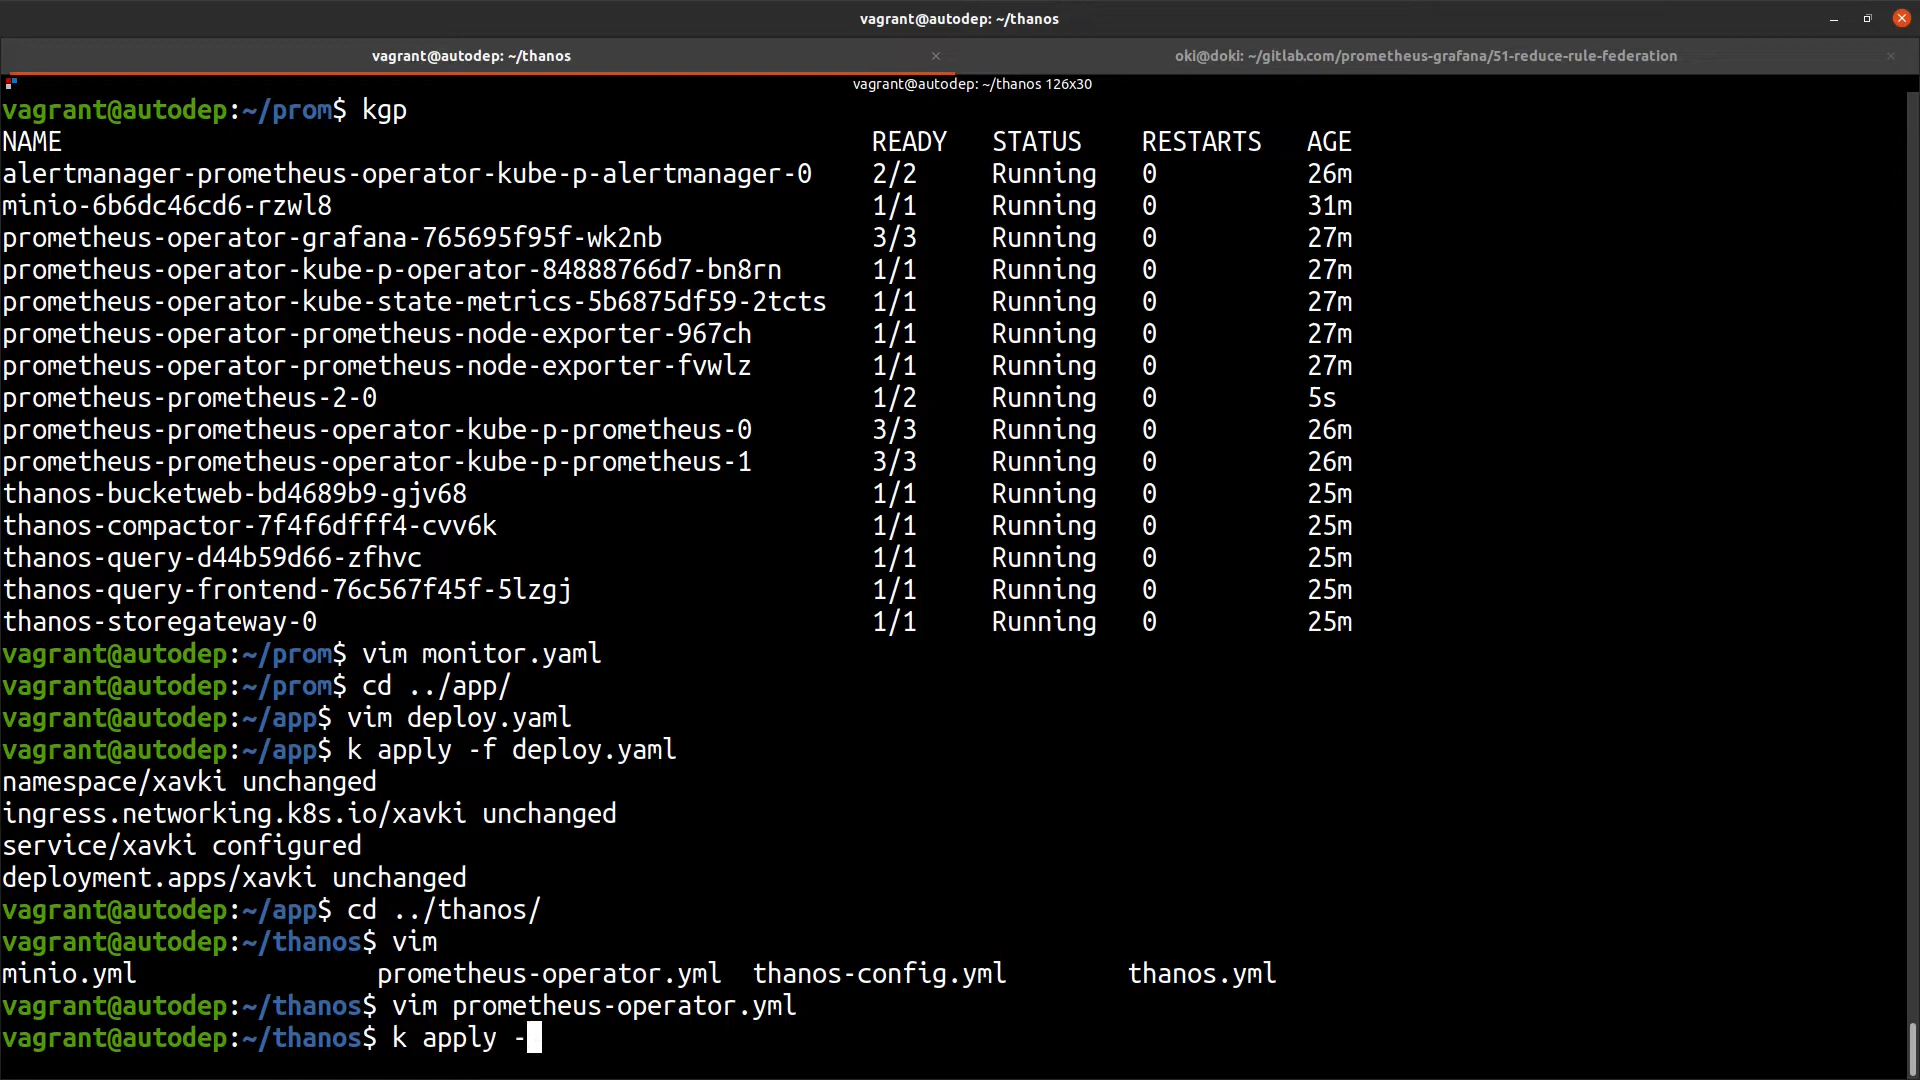 vagrant@autodep: ~/thanos
vagrant@autodep: ~/thanos
oki@doki: ~/gitlab.com/prometheus-grafana/51-reduce-rule-federation
vagrant@autodep: ~/thanos 126x30
vagrant@autodep:~/prom$ kgp
NAME READY STATUS RESTARTS AGE
alertmanager-prometheus-operator-kube-p-alertmanager-0 2/2 Running 0 26m
minio-6b6dc46cd6-rzwl8 1/1 Running 0 31m
prometheus-operator-grafana-765695f95f-wk2nb 3/3 Running 0 27m
prometheus-operator-kube-p-operator-84888766d7-bn8rn 1/1 Running 0 27m
prometheus-operator-kube-state-metrics-5b6875df59-2tcts 1/1 Running 0 27m
prometheus-operator-prometheus-node-exporter-967ch 1/1 Running 0 27m
prometheus-operator-prometheus-node-exporter-fvwlz 1/1 Running 0 27m
prometheus-prometheus-2-0 1/2 Running 0 5s
prometheus-prometheus-operator-kube-p-prometheus-0 3/3 Running 0 26m
prometheus-prometheus-operator-kube-p-prometheus-1 3/3 Running 0 26m
thanos-bucketweb-bd4689b9-gjv68 1/1 Running 0 25m
thanos-compactor-7f4f6dfff4-cvv6k 1/1 Running 0 25m
thanos-query-d44b59d66-zfhvc 1/1 Running 0 25m
thanos-query-frontend-76c567f45f-5lzgj 1/1 Running 0 25m
thanos-storegateway-0 1/1 Running 0 25m
vagrant@autodep:~/prom$ vim monitor.yaml
vagrant@autodep:~/prom$ cd ../app/
vagrant@autodep:~/app$ vim deploy.yaml
vagrant@autodep:~/app$ k apply -f deploy.yaml
namespace/xavki unchanged
ingress.networking.k8s.io/xavki unchanged
service/xavki configured
deployment.apps/xavki unchanged
vagrant@autodep:~/app$ cd ../thanos/
vagrant@autodep:~/thanos$ vim
minio.yml prometheus-operator.yml thanos-config.yml thanos.yml
vagrant@autodep:~/thanos$ vim prometheus-operator.yml
vagrant@autodep:~/thanos$ k apply -